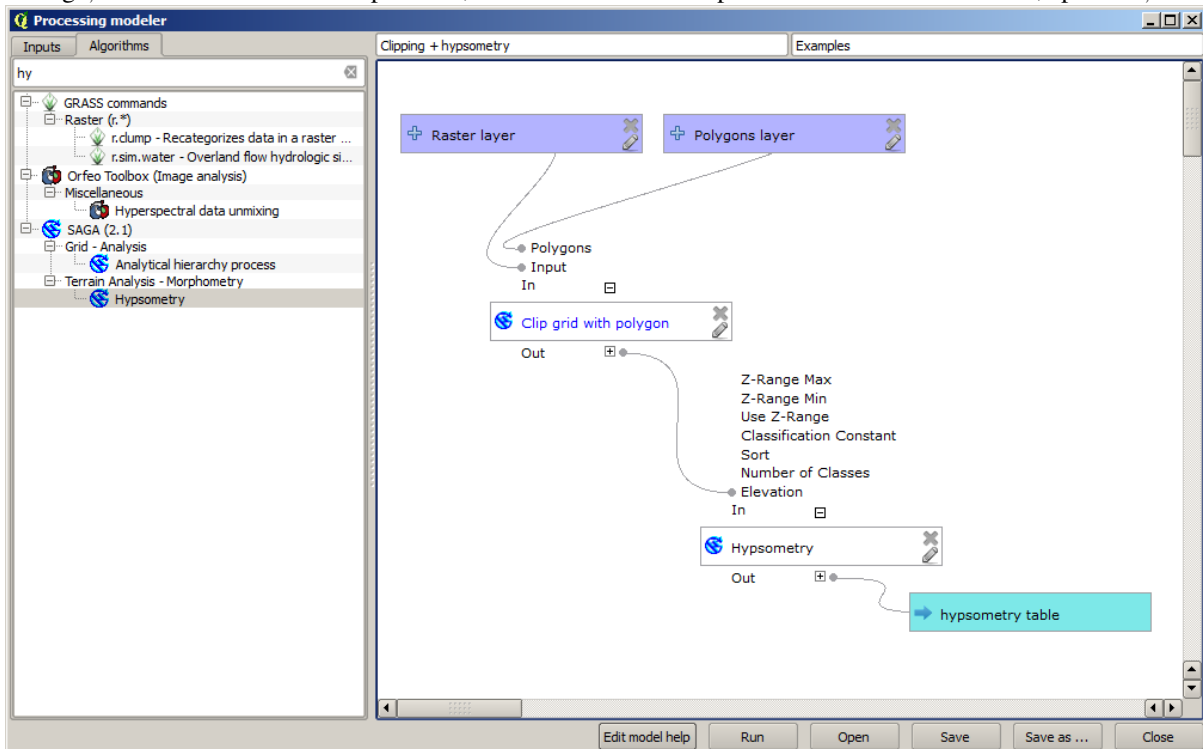 Processing modeler
Inputs Algorithms
Clipping + hypsometry Examples
hy
GRASS commands
Raster (r.*)
r.clump - Recategorizes data in a raster ...
r.sim.water - Overland flow hydrologic si...
Orfeo Toolbox (Image analysis)
Miscellaneous
Hyperspectral data unmixing
SAGA (2.1)
Grid - Analysis
Analytical hierarchy process
Terrain Analysis - Morphometry
Hypsometry
Raster layer
Polygons layer
Polygons
Input
In
Clip grid with polygon
Out
Z-Range Max
Z-Range Min
Use Z-Range
Classification Constant
Sort
Number of Classes
Elevation
In
Hypsometry
Out
hypsometry table
Edit model help Run Open Save Save as ... Close